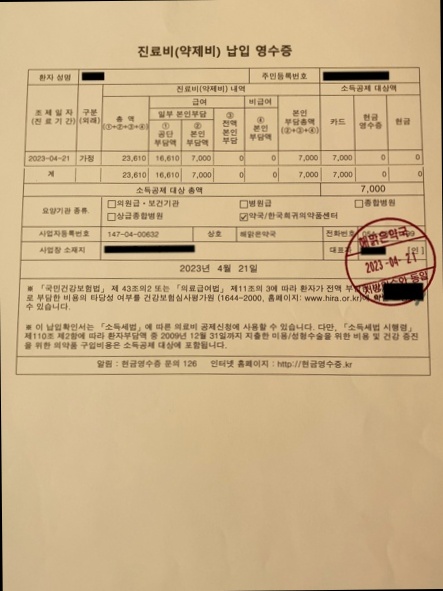 진료비(약제비) 납입 영수증
환자 성명 주민등록번호
진료비(약제비) 내역 소득공제 대상액
조 제 일 자 (진 료 기 간) 구분 (외래) 총 액 (①+②+③+④) 급여 비급여 본인 부담총액 (②+③+④) 카드 현금 영수증 현금
일부 본인부담 ③ 전액 본인 부담 ④ 본인 부담액
① 공단 부담액 ② 본인 부담액
2023-04-21 가정 23,610 16,610 7,000 0 0 7,000 7,000 0 0
계 23,610 16,610 7,000 0 0 7,000 7,000 0 0
소득공제 대상 총액 7,000
요양기관 종류. □의원급·보건기관 □병원급 □종합병원
□상급종합병원 ☑약국/한국희귀의약품센터
사업자등록번호 147-04-00632 상호 해맑은약국 전화번호
사업장 소재지 대표자 [인]
해맑은약국
2023 -04- 21
2023년 4월 21일
※ 「국민건강보험법」 제 43조의2 또는 「의료급여법」 제11조의 3에 따라 환자가 전액 부
로 부담한 비용의 타당성 여부를 건강보험심사평가원 (1644-2000, 홈페이지: www.hira.or.kr)에
수 있습니다.
※ 이 납입확인서는 「소득세법」에 따른 의료비 공제신청에 사용할 수 있습니다. 다만, 「소득세법 시행령」
제110조 제2항에 따라 환자부담액 중 2009년 12월 31일까지 지출한 미용/성형수술을 위한 비용 및 건강 증진
을 위한 의약품 구입비용은 소득공제 대상에 포함됩니다.
알림 : 현금영수증 문의 126 인터넷 홈페이지 : http://현금영수증.kr